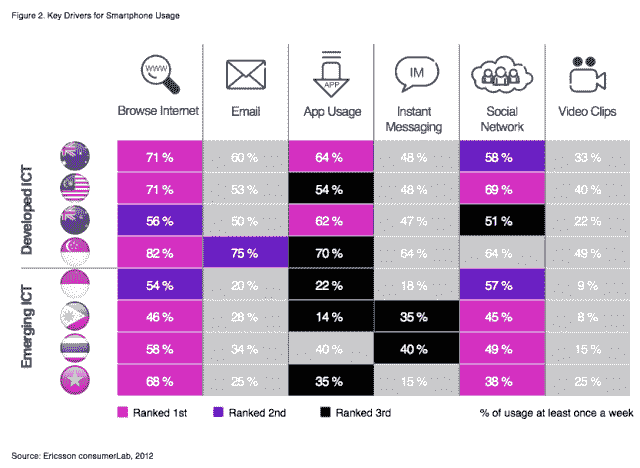 Figure 2. Key Drivers for Smartphone Usage
WWW
APP
IM
Browse Internet Email App Usage Instant Messaging Social Network Video Clips
Developed ICT
71 % 60 % 64 % 48 % 58 % 33 %
71 % 53 % 54 % 48 % 69 % 40 %
56 % 50 % 62 % 47 % 51 % 22 %
82 % 75 % 70 % 64 % 64 % 49 %
Emerging ICT
54 % 20 % 22 % 18 % 57 % 9 %
46 % 28 % 14 % 35 % 45 % 8 %
58 % 34 % 40 % 40 % 49 % 15 %
68 % 25 % 35 % 15 % 38 % 25 %
Ranked 1st Ranked 2nd Ranked 3rd % of usage at least once a week
Source: Ericsson consumerLab, 2012